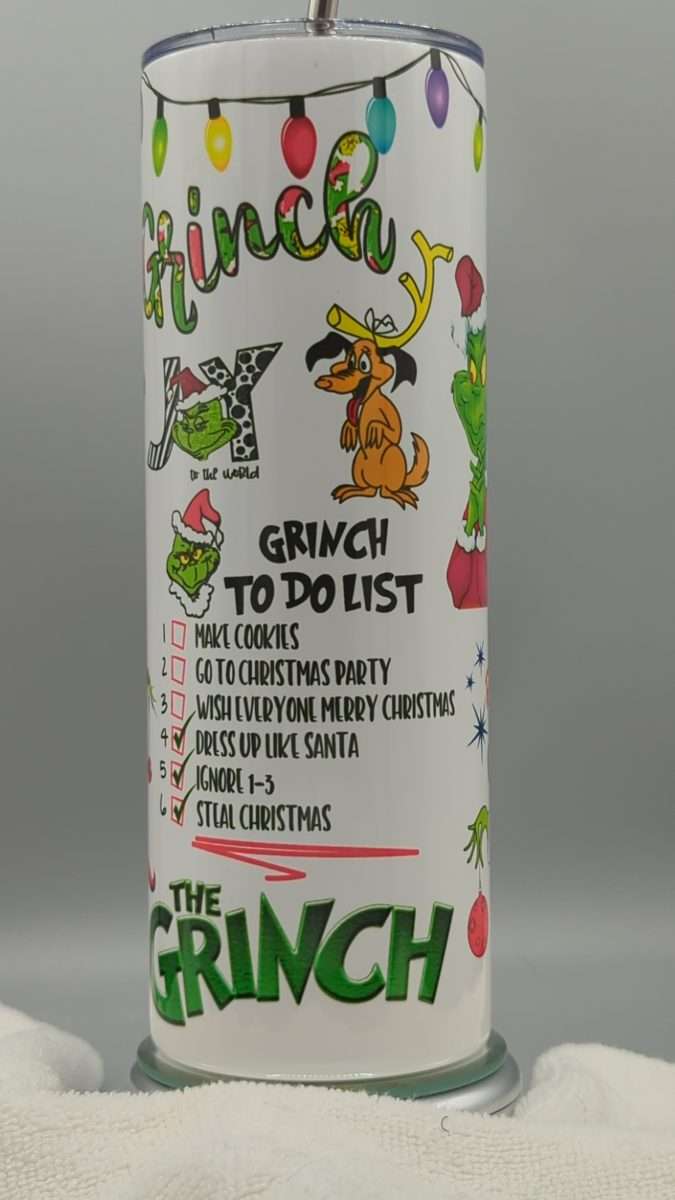 Grinch
JOY
to the world
GRINCH
TO DO LIST
1 MAKE COOKIES
2 GO TO CHRISTMAS PARTY
3 WISH EVERYONE MERRY CHRISTMAS
4 DRESS UP LIKE SANTA
5 IGNORE 1-3
6 STEAL CHRISTMAS
THE
GRINCH